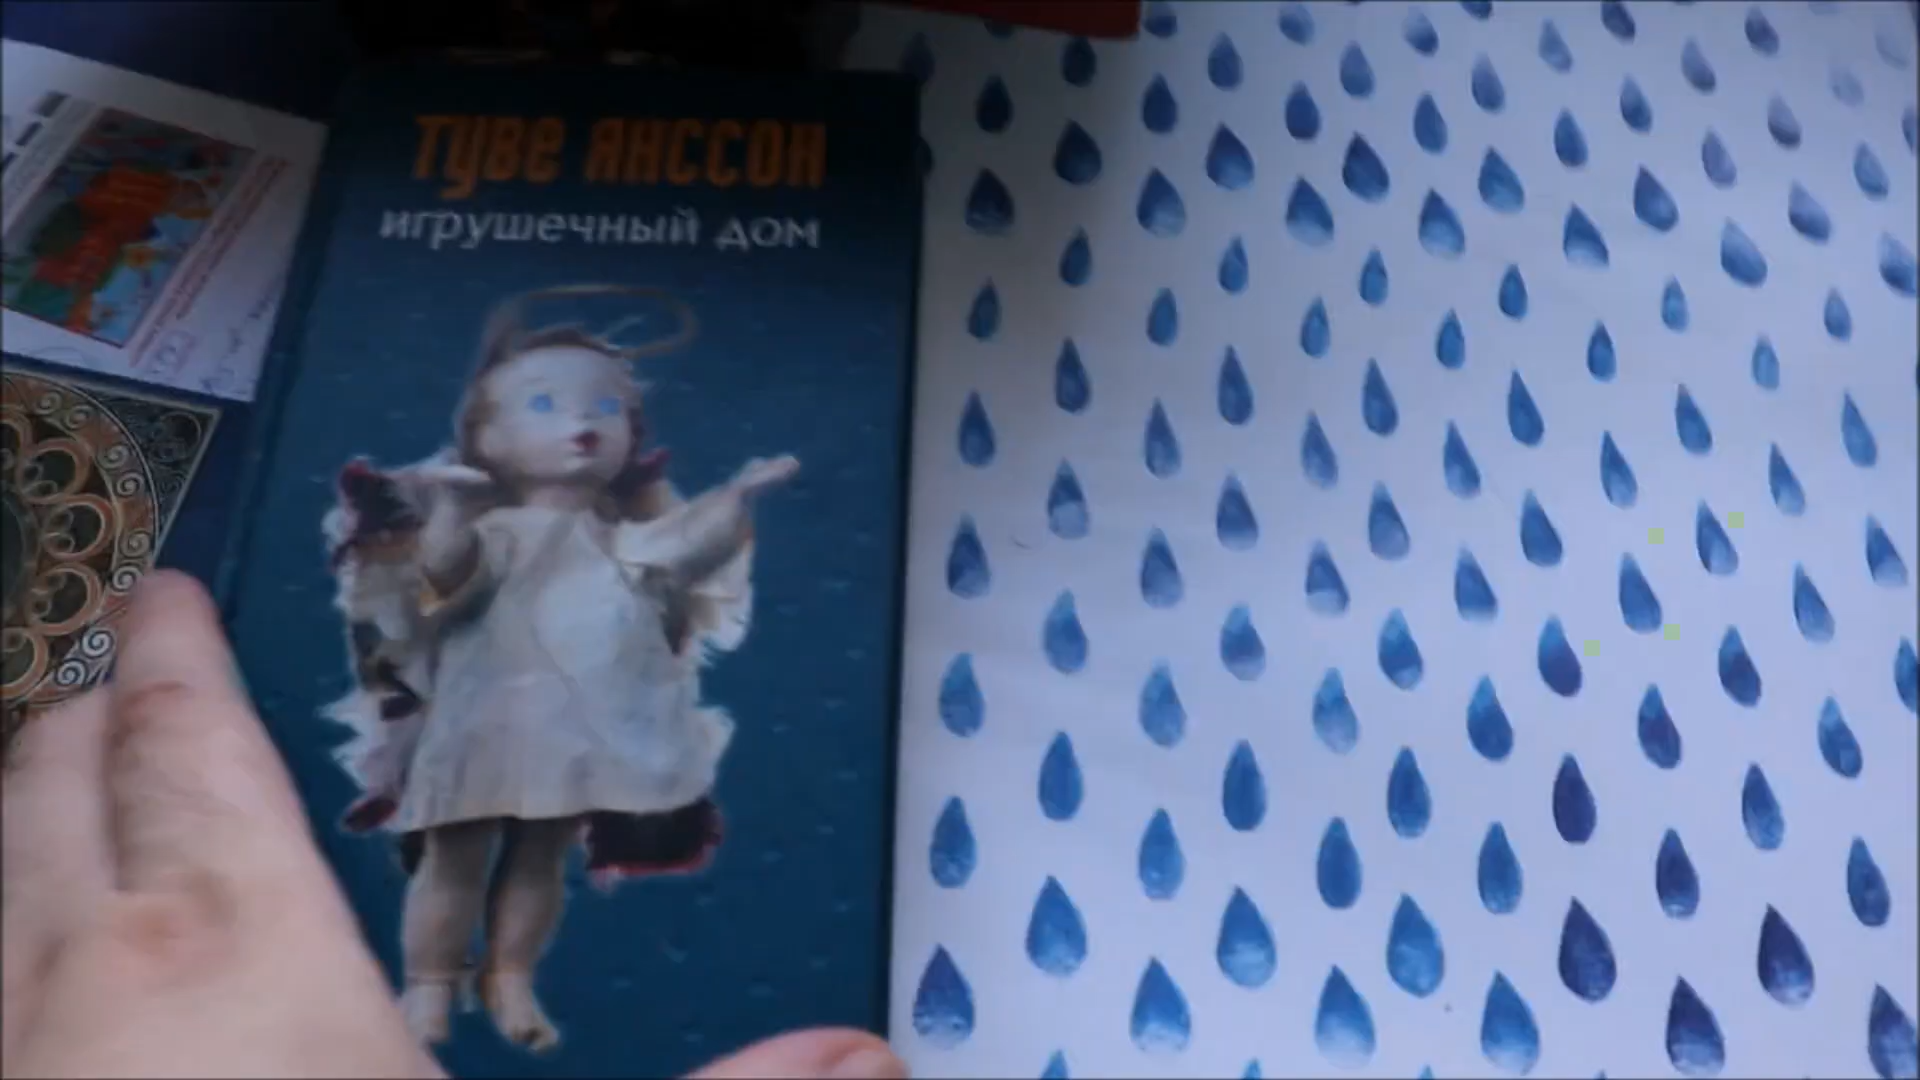 Туве Янссон
игрушечный дом